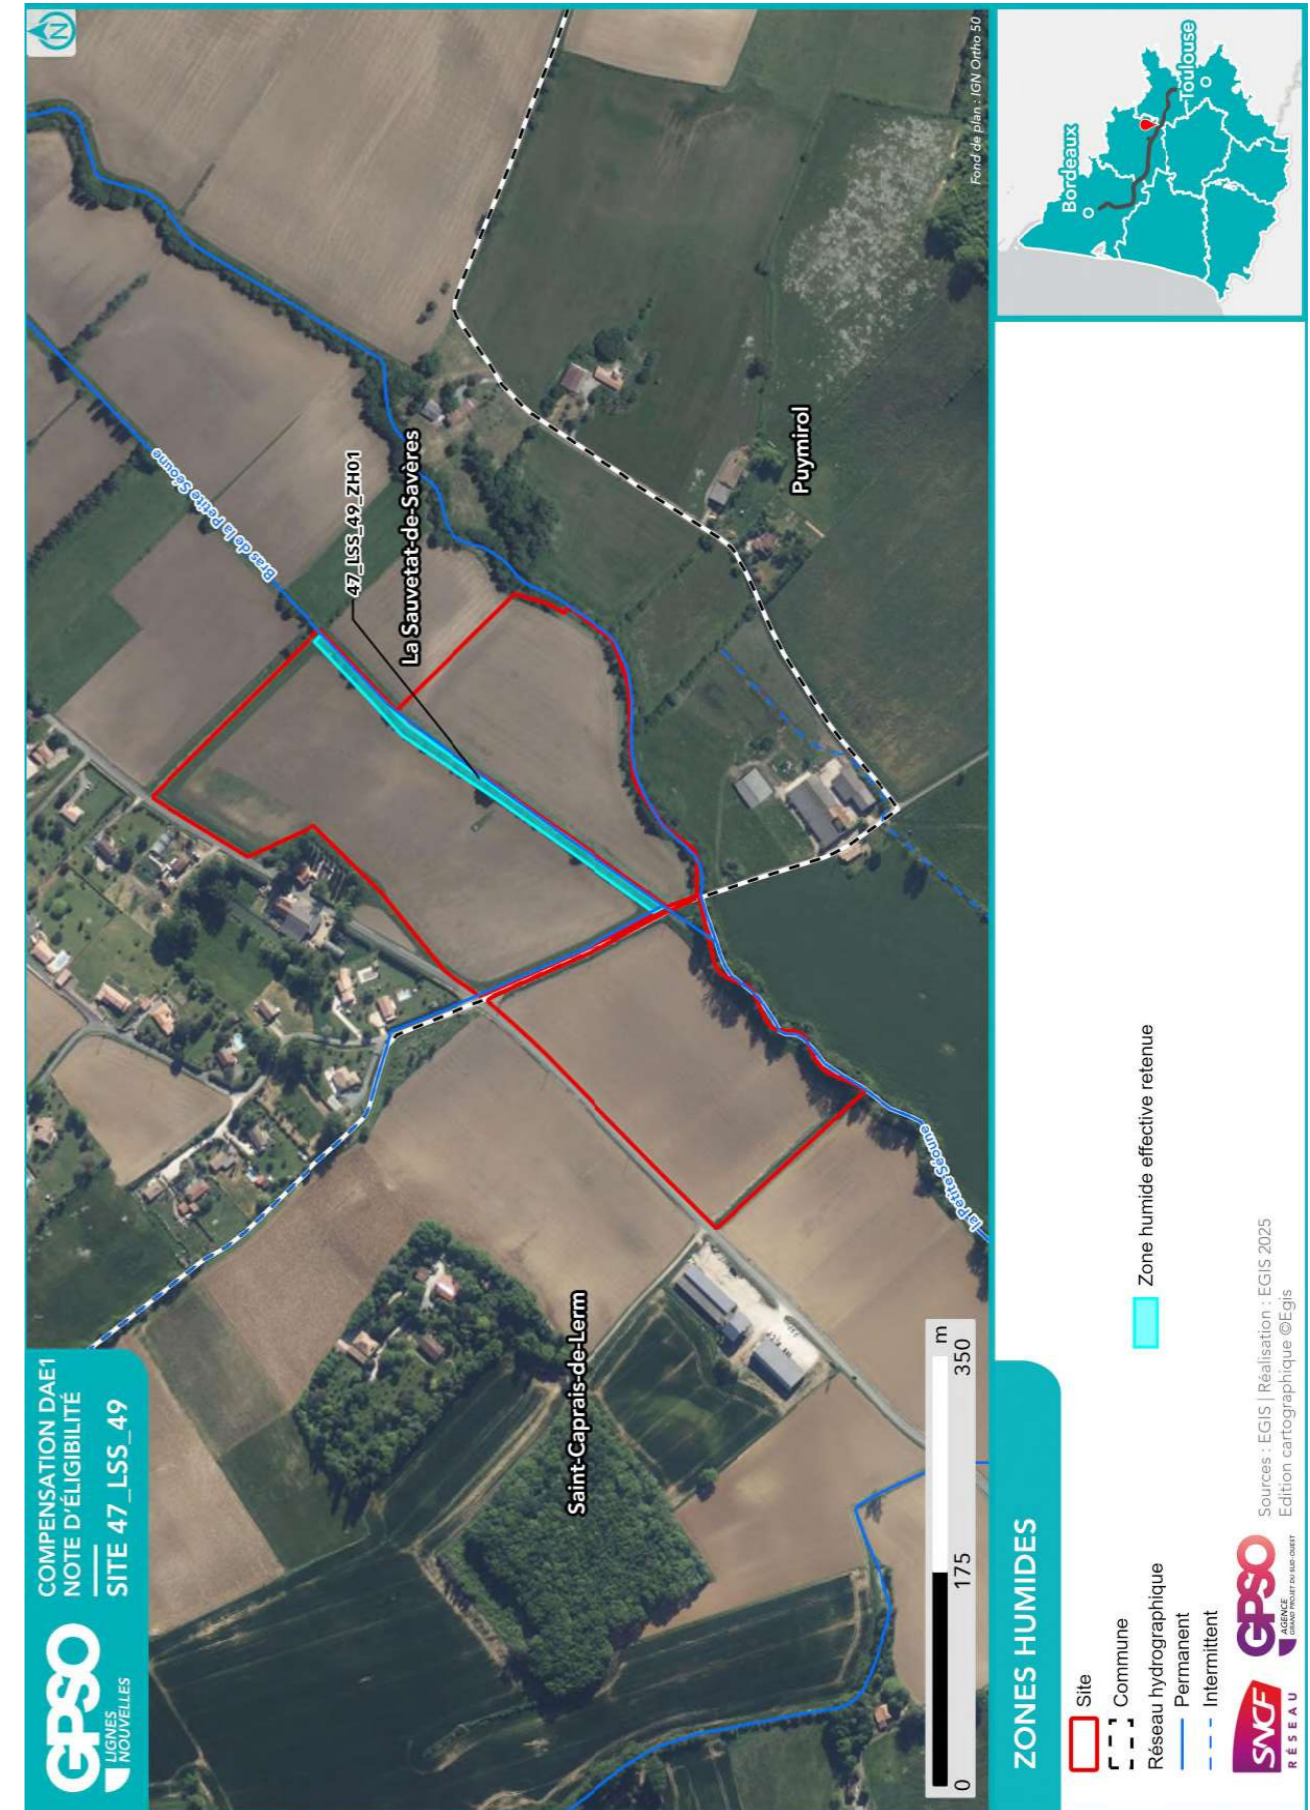 GPSO
LIGNES
NOUVELLES
COMPENSATION DAE1
NOTE D'ÉLIGIBILITÉ
SITE 47_LSS_49
N
Bras de la Petite Séoune
47_LSS_49_ZH01
La Sauvetat-de-Savères
Puymirol
Saint-Caprais-de-Lerm
la Petite Séoune
0 175 350 m
Fond de plan : IGN Ortho 50
ZONES HUMIDES
Site
Commune
Réseau hydrographique
Permanent
Intermittent
Zone humide effective retenue
SNCF
RÉSEAU
GPSO
AGENCE
GRAND PROJET DU SUD-OUEST
Sources : EGIS | Réalisation : EGIS 2025
Edition cartographique ©Egis
Bordeaux
Toulouse